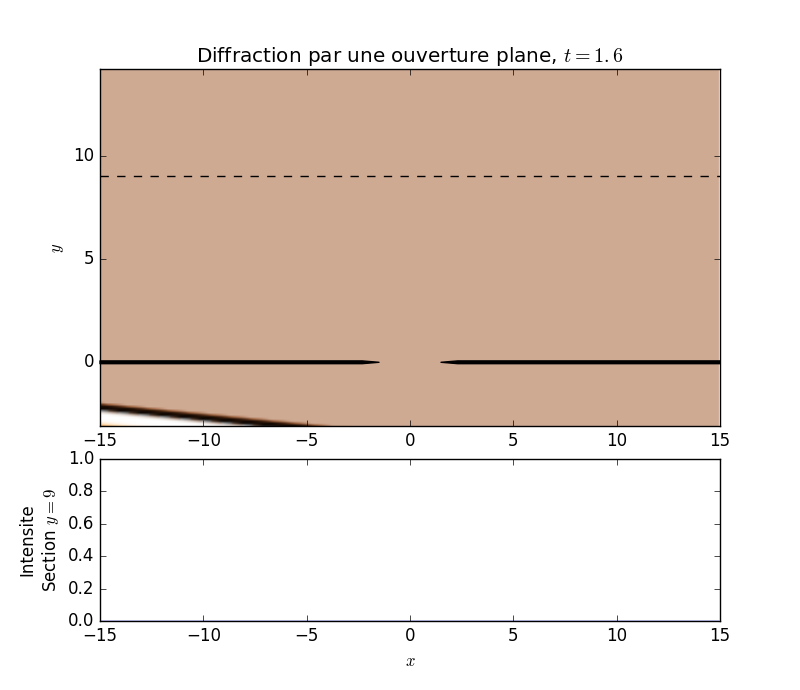 Diffraction par une ouverture plane, t = 1.6
10
5
0
y
−15 −10 −5 0 5 10 15
1.0
0.8
0.6
0.4
0.2
0.0
Intensite
Section y = 9
−15 −10 −5 0 5 10 15
x